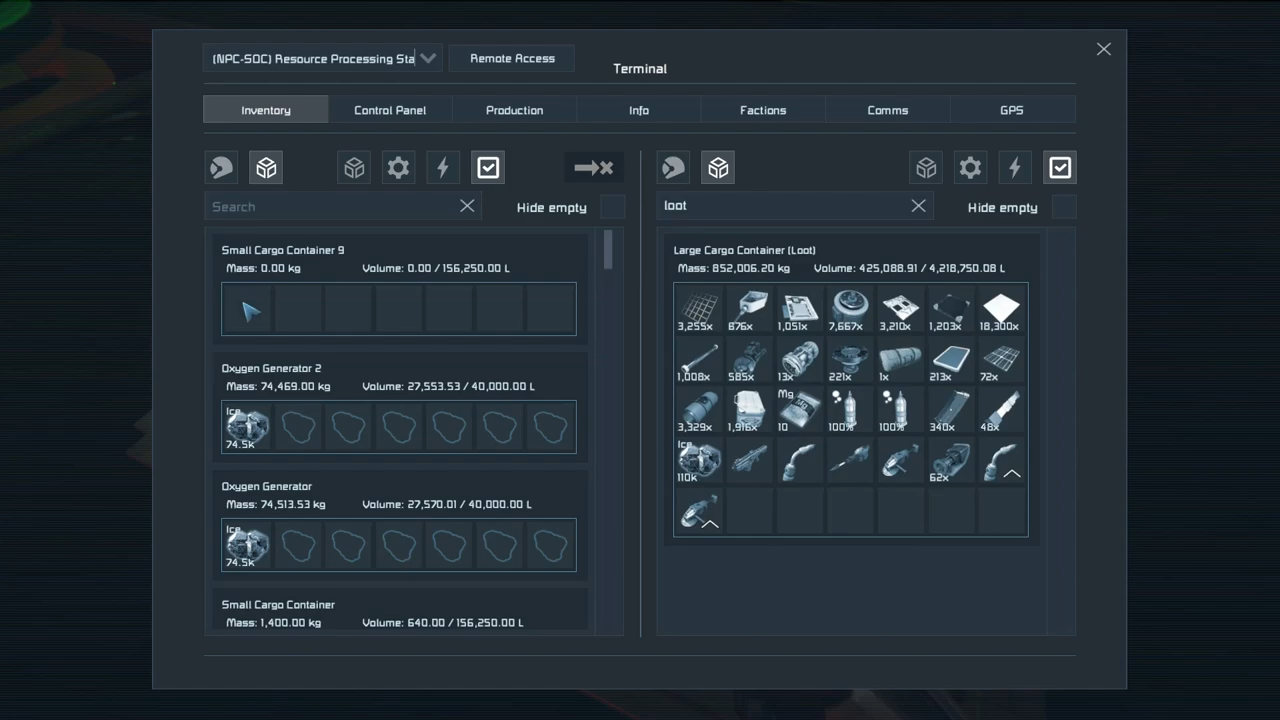 (NPC-SOC) Resource Processing Sta
Remote Access
Terminal
Inventory
Control Panel
Production
Info
Factions
Comms
GPS
Search
Hide empty
loot
Hide empty
Small Cargo Container 9
Mass: 0.00 kg Volume: 0.00 / 156,250.00 L
Oxygen Generator 2
Mass: 74,469.00 kg Volume: 27,553.53 / 40,000.00 L
Ice
74.5k
Oxygen Generator
Mass: 74,513.53 kg Volume: 27,570.01 / 40,000.00 L
Ice
74.5k
Small Cargo Container
Mass: 1,400.00 kg Volume: 640.00 / 156,250.00 L
Large Cargo Container (Loot)
Mass: 852,006.20 kg Volume: 425,088.91 / 4,218,750.08 L
3,255x 876x 1,051x 7,667x 3,210x 1,203x 18,300x
1,008x 585x 13x 221x 1x 213x 72x
Mg
3,329x 1,916x 10 100% 100% 340x 48x
Ice
110k 62x